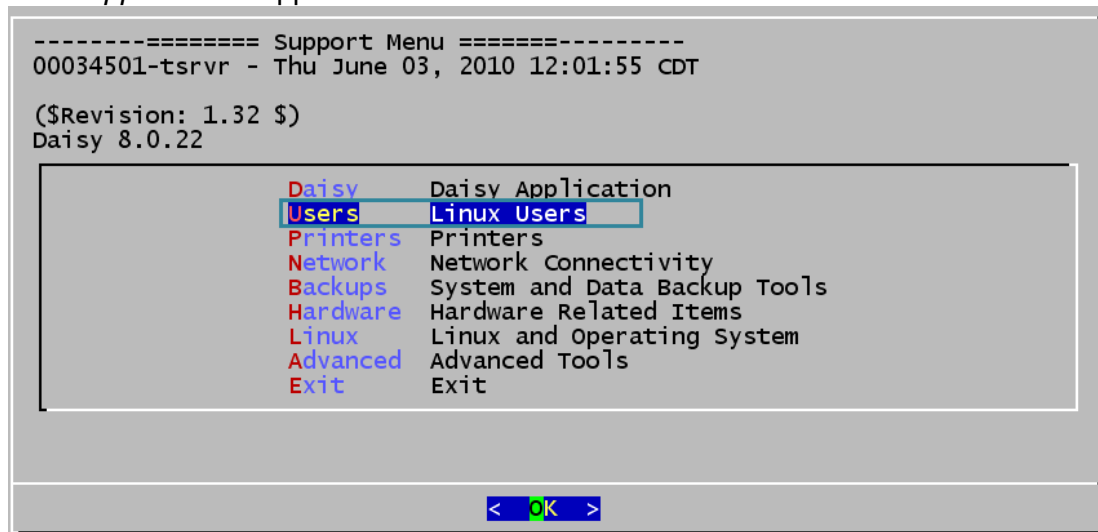 --------======== Support Menu =======---------
00034501-tsrvr - Thu June 03, 2010 12:01:55 CDT
($Revision: 1.32 $)
Daisy 8.0.22
Daisy Daisy Application
Users Linux Users
Printers Printers
Network Network Connectivity
Backups System and Data Backup Tools
Hardware Hardware Related Items
Linux Linux and Operating System
Advanced Advanced Tools
Exit Exit
< OK >